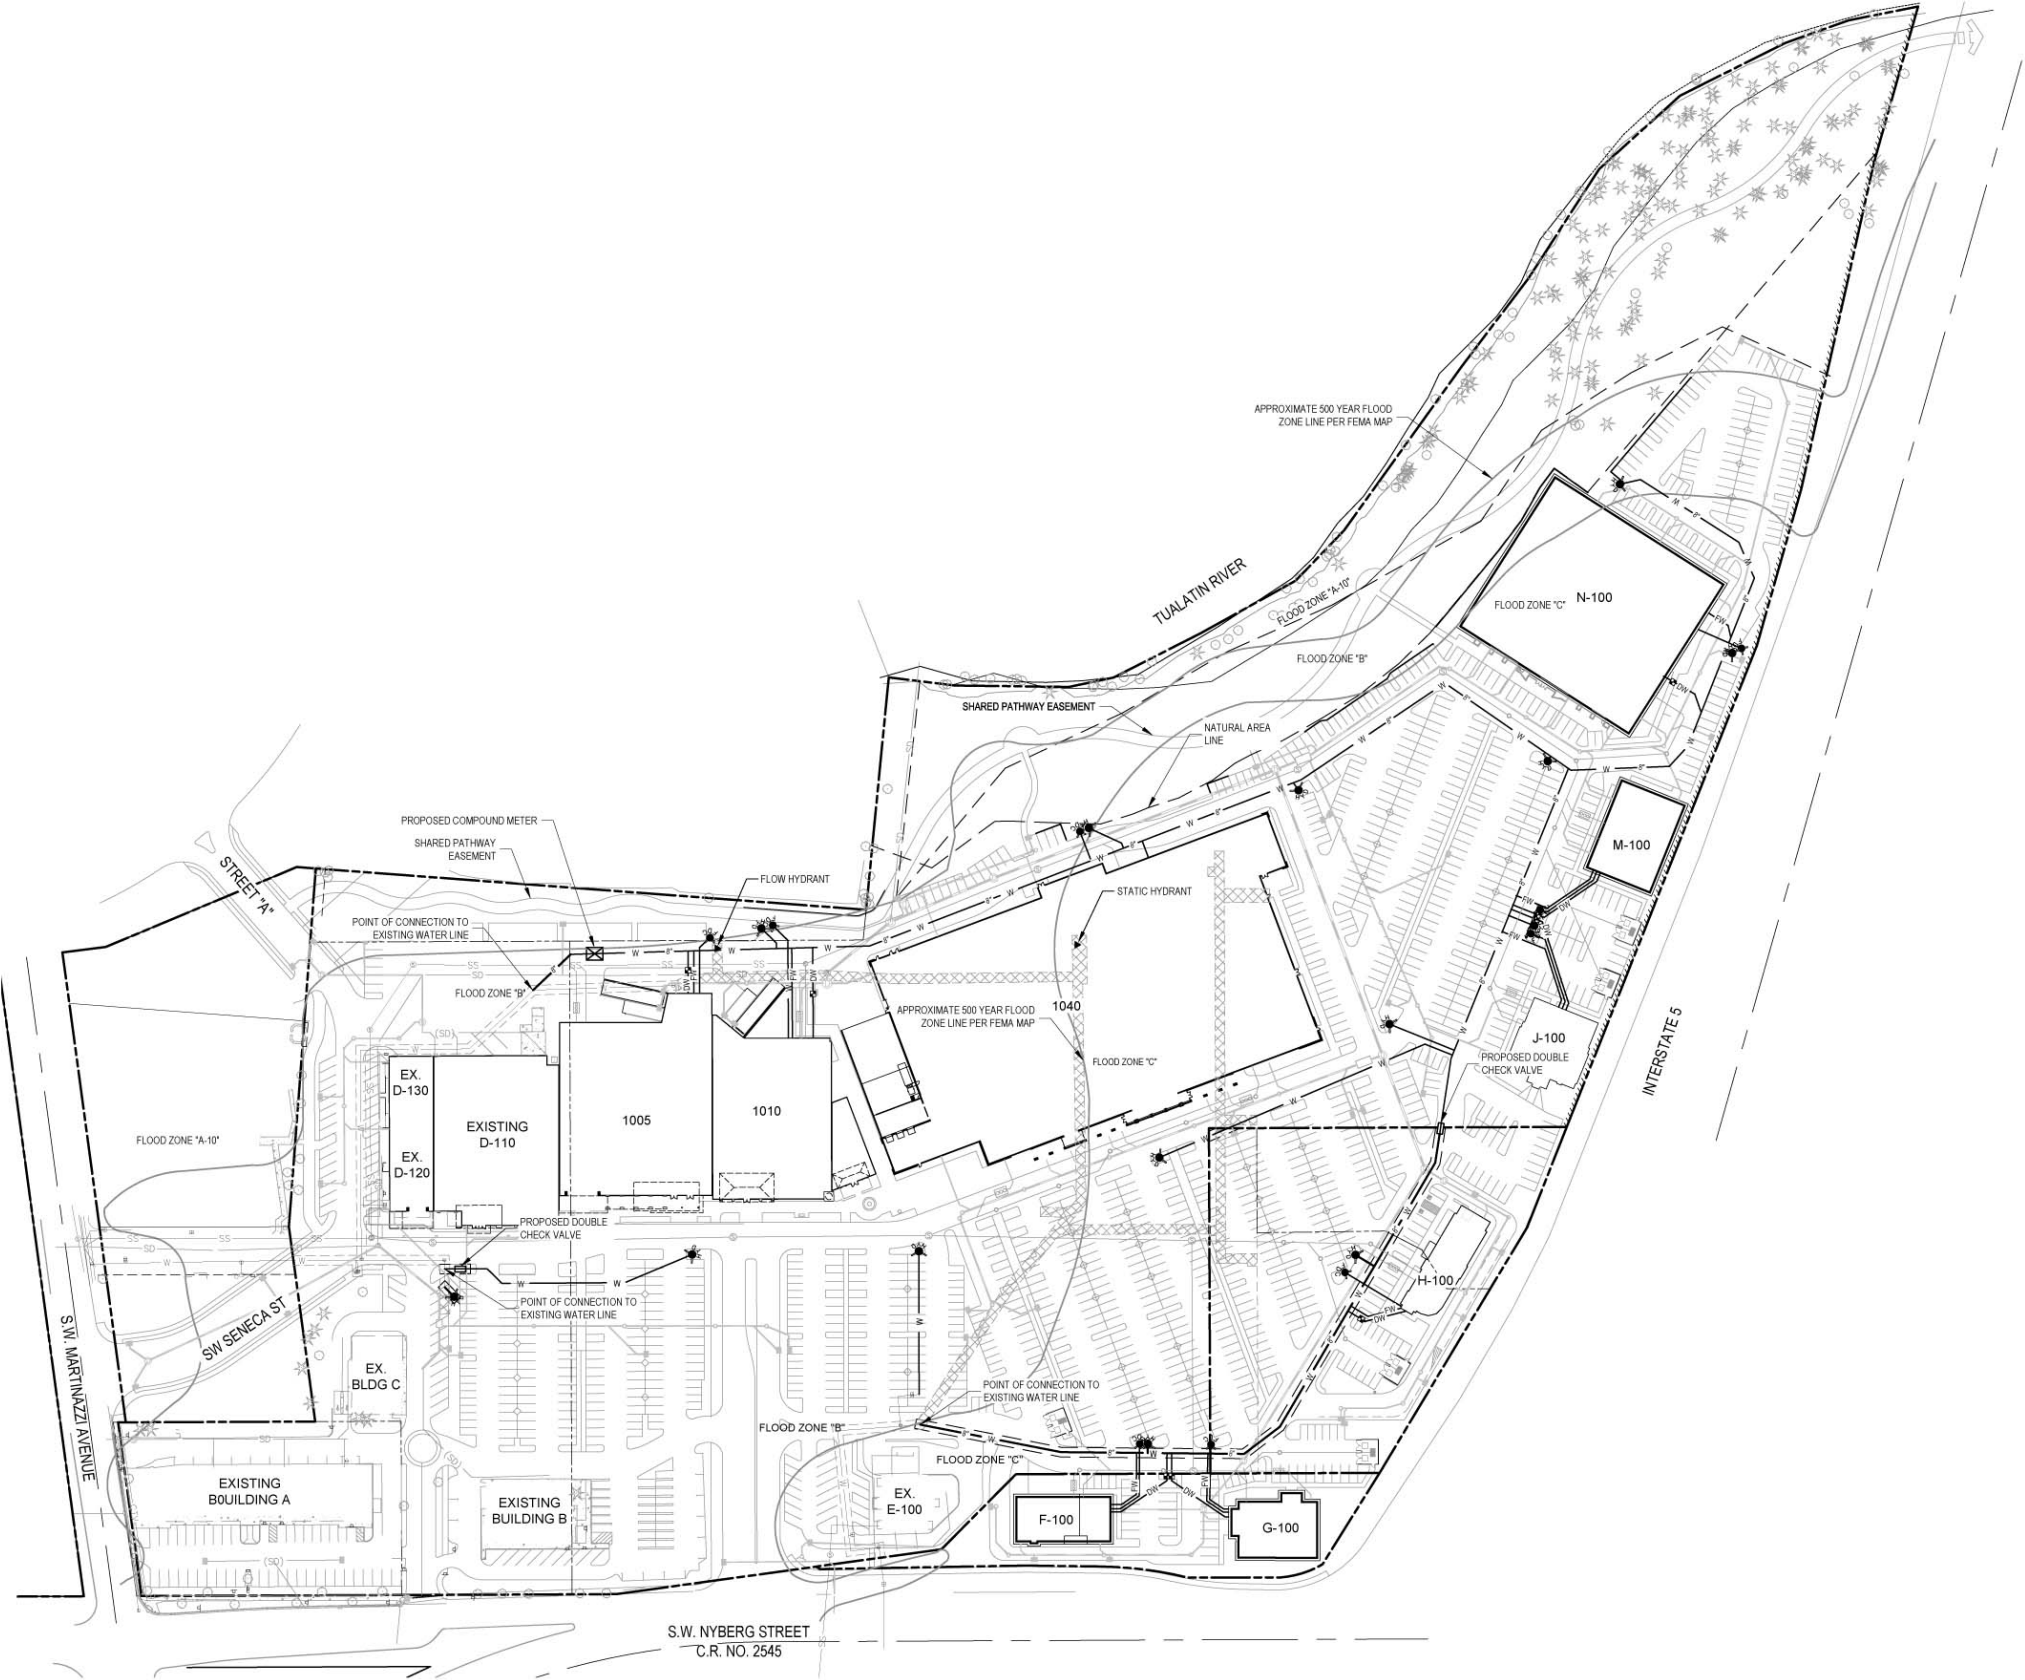 APPROXIMATE 500 YEAR FLOOD
ZONE LINE PER FEMA MAP
TUALATIN RIVER
FLOOD ZONE "A-10"
FLOOD ZONE "C"
N-100
FLOOD ZONE "B"
SHARED PATHWAY EASEMENT
NATURAL AREA
LINE
PROPOSED COMPOUND METER
SHARED PATHWAY
EASEMENT
STREET "A"
FLOW HYDRANT
STATIC HYDRANT
M-100
POINT OF CONNECTION TO
EXISTING WATER LINE
FLOOD ZONE "B"
APPROXIMATE 500 YEAR FLOOD
ZONE LINE PER FEMA MAP
1040
FLOOD ZONE "C"
J-100
PROPOSED DOUBLE
CHECK VALVE
INTERSTATE 5
EX.
D-130
EXISTING
D-110
1005
1010
EX.
D-120
FLOOD ZONE "A-10"
PROPOSED DOUBLE
CHECK VALVE
POINT OF CONNECTION TO
EXISTING WATER LINE
H-100
SW SENECA ST
S.W. MARTINAZZI AVENUE
EX.
BLDG C
POINT OF CONNECTION TO
EXISTING WATER LINE
FLOOD ZONE "B"
FLOOD ZONE "C"
EXISTING
B0UILDING A
EXISTING
BUILDING B
EX.
E-100
F-100
G-100
S.W. NYBERG STREET
C.R. NO. 2545